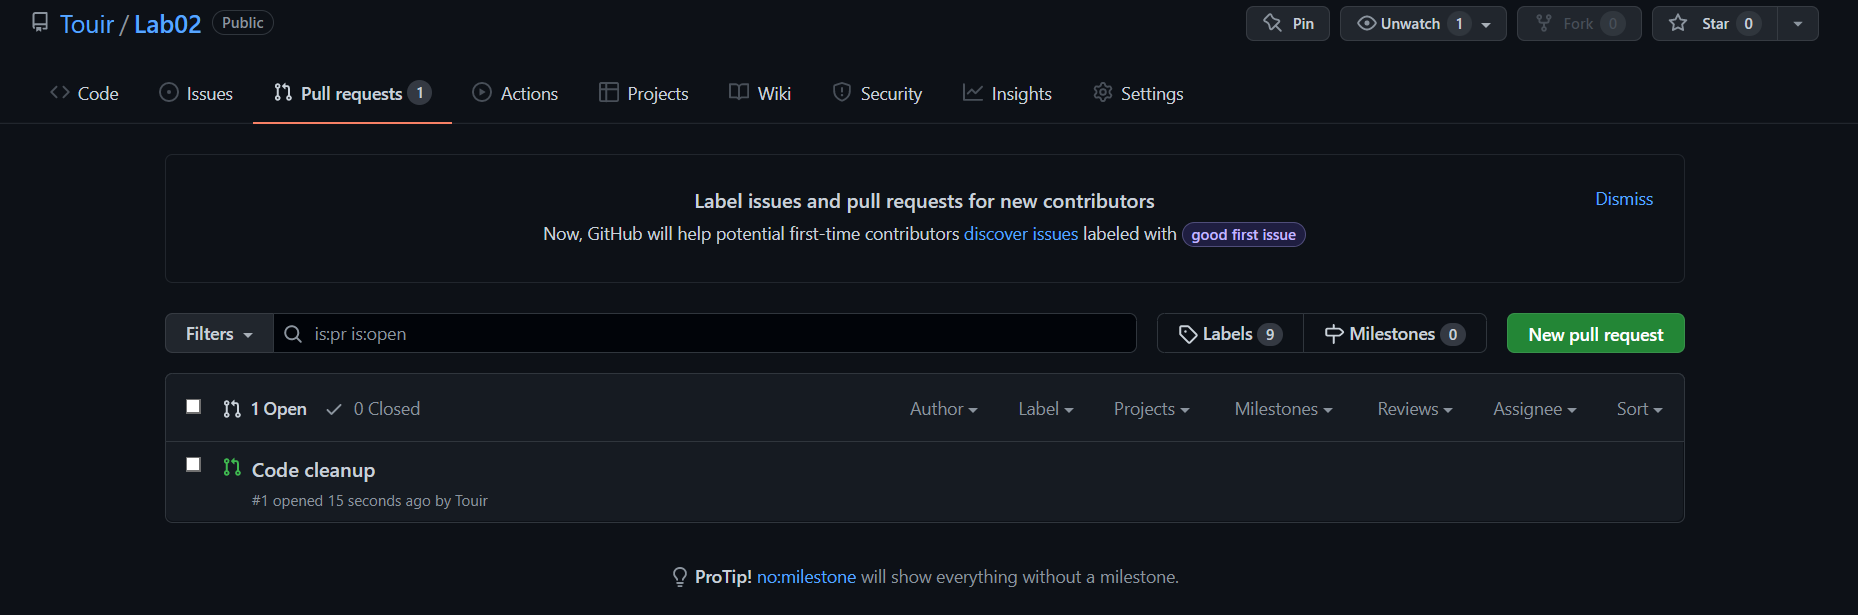 Touir / Lab02 Public Pin Unwatch 1 Fork 0 Star 0
Code Issues Pull requests 1 Actions Projects Wiki Security Insights Settings
Label issues and pull requests for new contributors
Dismiss
Now, GitHub will help potential first-time contributors discover issues labeled with good first issue
Filters is:pr is:open Labels 9 Milestones 0 New pull request
1 Open 0 Closed Author Label Projects Milestones Reviews Assignee Sort
Code cleanup
#1 opened 15 seconds ago by Touir
ProTip! no:milestone will show everything without a milestone.